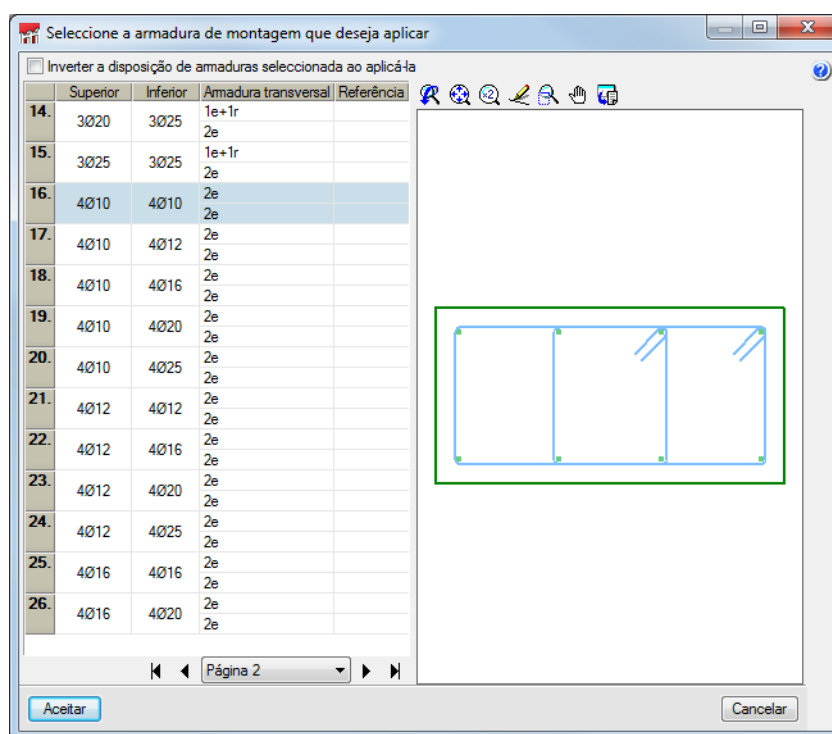 Seleccione a armadura de montagem que deseja aplicar
Inverter a disposição de armaduras seleccionada ao aplicá-la
Superior Inferior Armadura transversal Referência
14. 3Ø20 3Ø25 1e+1r
2e
15. 3Ø25 3Ø25 1e+1r
2e
16. 4Ø10 4Ø10 2e
2e
17. 4Ø10 4Ø12 2e
2e
18. 4Ø10 4Ø16 2e
2e
19. 4Ø10 4Ø20 2e
2e
20. 4Ø10 4Ø25 2e
2e
21. 4Ø12 4Ø12 2e
2e
22. 4Ø12 4Ø16 2e
2e
23. 4Ø12 4Ø20 2e
2e
24. 4Ø12 4Ø25 2e
2e
25. 4Ø16 4Ø16 2e
2e
26. 4Ø16 4Ø20 2e
2e
Página 2
Aceitar Cancelar